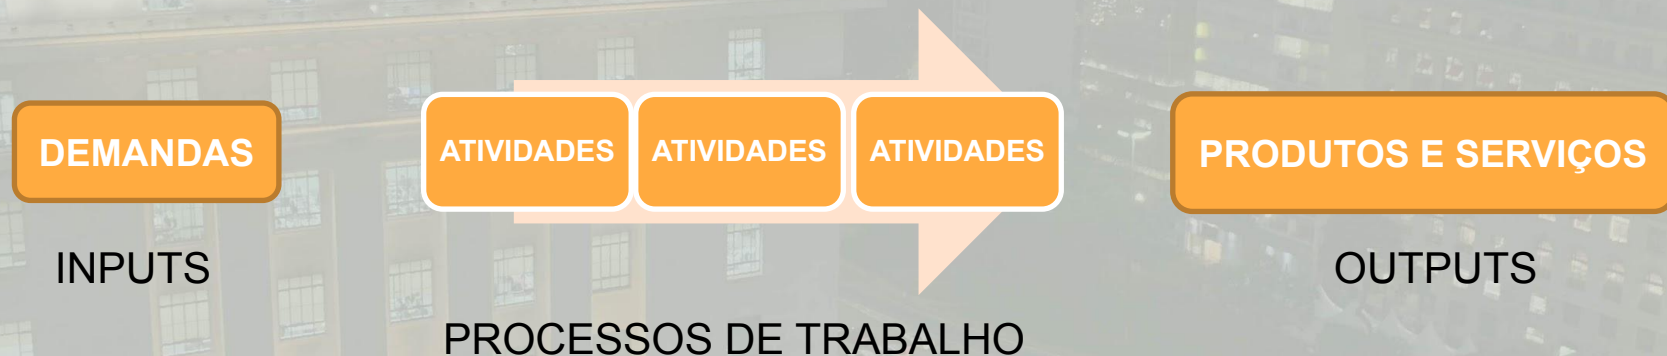 DEMANDAS
ATIVIDADES
ATIVIDADES
ATIVIDADES
PRODUTOS E SERVIÇOS
INPUTS
OUTPUTS
PROCESSOS DE TRABALHO